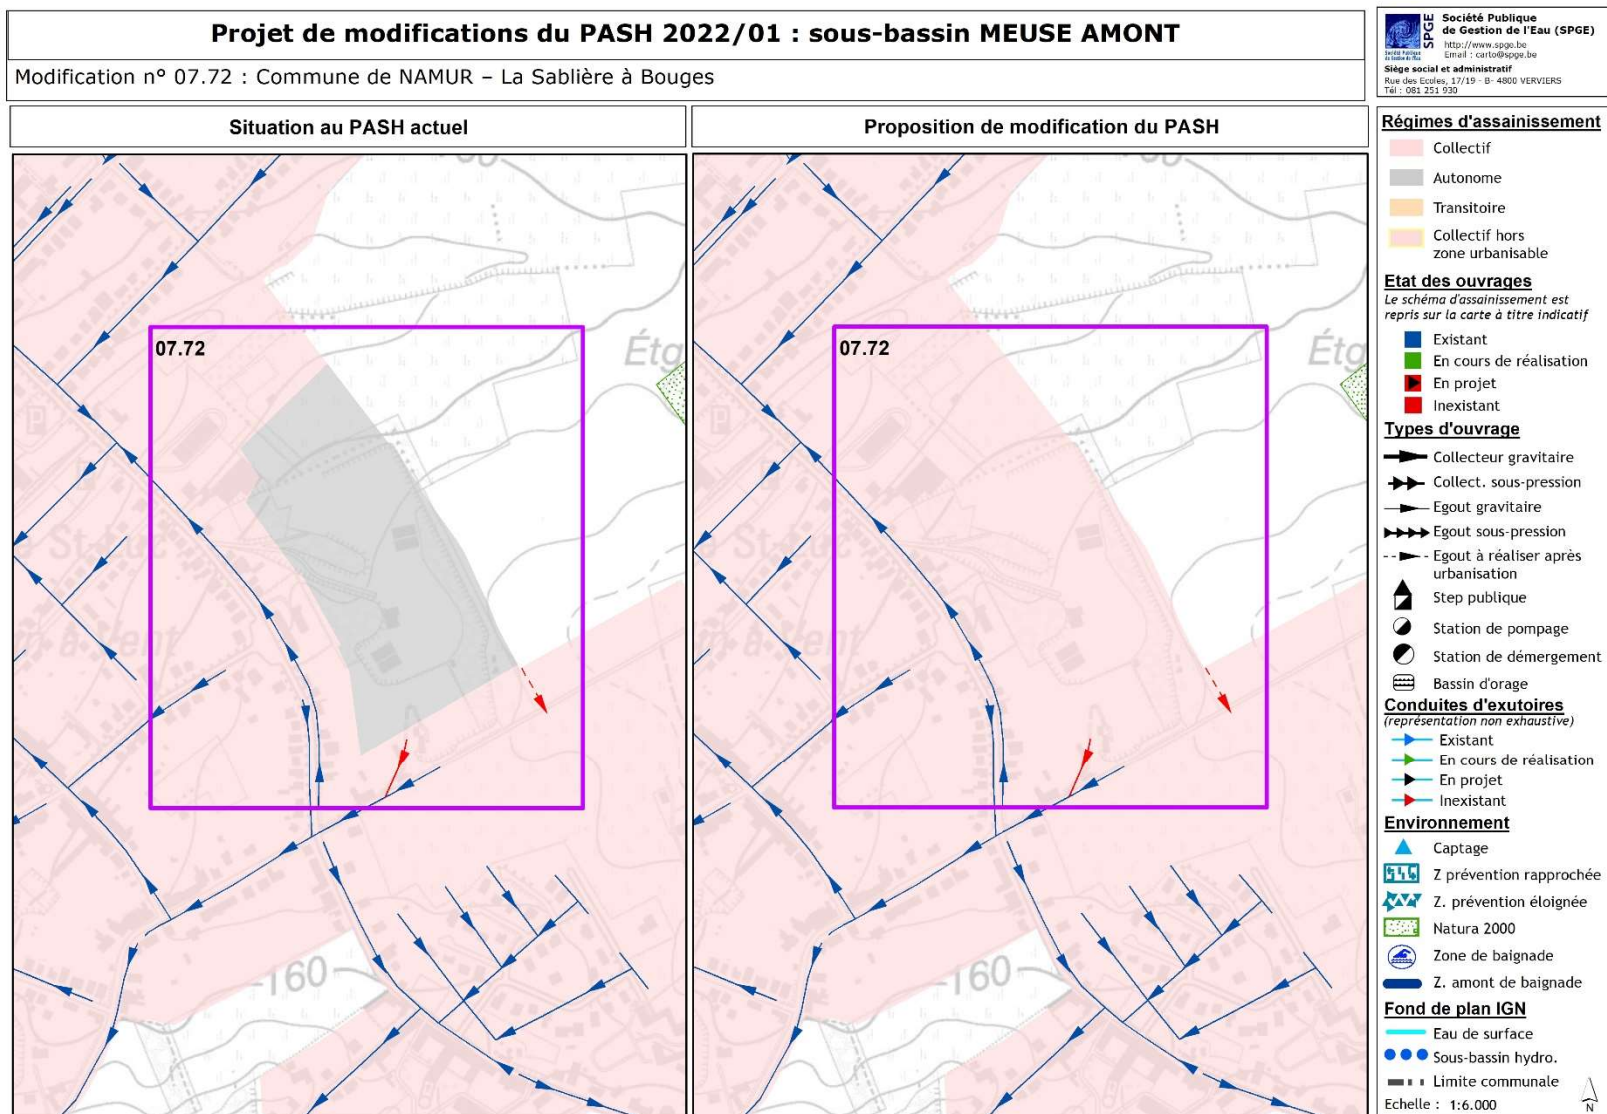 Projet de modifications du PASH 2022/01 : sous-bassin MEUSE AMONT
Modification n° 07.72 : Commune de NAMUR – La Sablière à Bouges
SPGE
Société Publique
de Gestion de l'Eau (SPGE)
http://www.spge.be
Email : carto@spge.be
Siège social et administratif
Rue des Ecoles, 17/19 - B- 4800 VERVIERS
Tél : 081 251 930
Situation au PASH actuel
07.72
Étg
P
St-Luc
160
Proposition de modification du PASH
07.72
Étg
160
Régimes d'assainissement
Collectif
Autonome
Transitoire
Collectif hors
zone urbanisable
Etat des ouvrages
Le schéma d'assainissement est
repris sur la carte à titre indicatif
Existant
En cours de réalisation
En projet
Inexistant
Types d'ouvrage
Collecteur gravitaire
Collect. sous-pression
Egout gravitaire
Egout sous-pression
Egout à réaliser après
urbanisation
Step publique
Station de pompage
Station de démergement
Bassin d'orage
Conduites d'exutoires
(représentation non exhaustive)
Existant
En cours de réalisation
En projet
Inexistant
Environnement
Captage
Z prévention rapprochée
Z. prévention éloignée
Natura 2000
Zone de baignade
Z. amont de baignade
Fond de plan IGN
Eau de surface
Sous-bassin hydro.
Limite communale
Echelle : 1:6.000
N